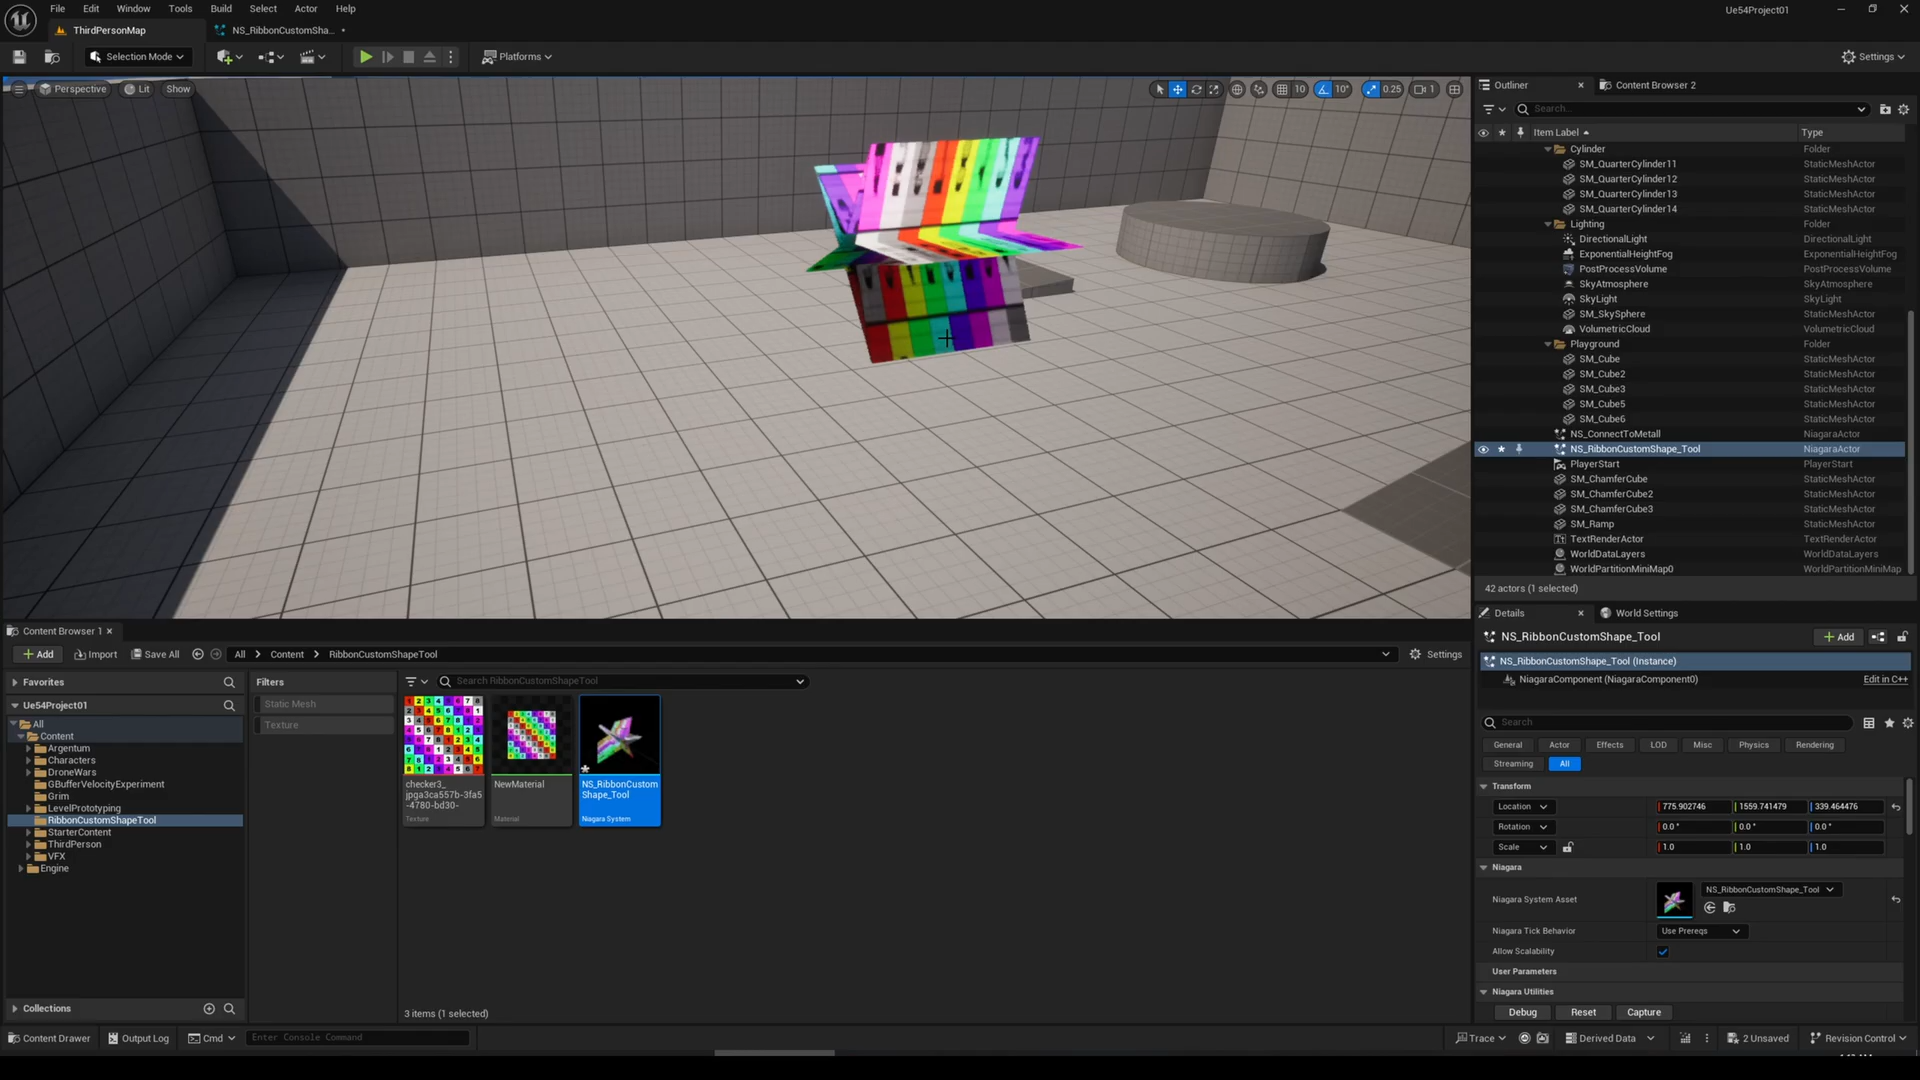 File Edit Window Tools Build Select Actor Help
Ue54Project01
ThirdPersonMap
NS_RibbonCustomSha...
Selection Mode
Platforms
Settings
Perspective
Lit
Show
10
10°
0.25
1
Outliner
Content Browser 2
Search...
Item Label
Type
Cylinder Folder
SM_QuarterCylinder11 StaticMeshActor
SM_QuarterCylinder12 StaticMeshActor
SM_QuarterCylinder13 StaticMeshActor
SM_QuarterCylinder14 StaticMeshActor
Lighting Folder
DirectionalLight DirectionalLight
ExponentialHeightFog ExponentialHeightFog
PostProcessVolume PostProcessVolume
SkyAtmosphere SkyAtmosphere
SkyLight SkyLight
SM_SkySphere StaticMeshActor
VolumetricCloud VolumetricCloud
Playground Folder
SM_Cube StaticMeshActor
SM_Cube2 StaticMeshActor
SM_Cube3 StaticMeshActor
SM_Cube5 StaticMeshActor
SM_Cube6 StaticMeshActor
NS_ConnectToMetall NiagaraActor
NS_RibbonCustomShape_Tool NiagaraActor
PlayerStart PlayerStart
SM_ChamferCube StaticMeshActor
SM_ChamferCube2 StaticMeshActor
SM_ChamferCube3 StaticMeshActor
SM_Ramp StaticMeshActor
TextRenderActor TextRenderActor
WorldDataLayers WorldDataLayers
WorldPartitionMiniMap0 WorldPartitionMiniMap
42 actors (1 selected)
Details
World Settings
NS_RibbonCustomShape_Tool
Add
NS_RibbonCustomShape_Tool (Instance)
NiagaraComponent (NiagaraComponent0)
Edit in C++
Search
General Actor Effects LOD Misc Physics Rendering
Streaming All
Transform
Location 775.902746 1559.741479 339.464476
Rotation 0.0° 0.0° 0.0°
Scale 1.0 1.0 1.0
Niagara
Niagara System Asset
NS_RibbonCustomShape_Tool
Niagara Tick Behavior
Use Prereqs
Allow Scalability
User Parameters
Niagara Utilities
Debug
Reset
Capture
Content Browser 1
Add
Import
Save All
All > Content > RibbonCustomShapeTool
Settings
Favorites
Ue54Project01
All
Content
Argentum
Characters
DroneWars
GBufferVelocityExperiment
Grim
LevelPrototyping
RibbonCustomShapeTool
StarterContent
ThirdPerson
VFX
Engine
Collections
Filters
Static Mesh
Texture
Search RibbonCustomShapeTool
checker3_
jpga3ca557b-3fa5
-4780-bd30-
Texture
NewMaterial
Material
NS_RibbonCustom
Shape_Tool
Niagara System
3 items (1 selected)
Content Drawer
Output Log
Cmd
Enter Console Command
Trace
Derived Data
2 Unsaved
Revision Control